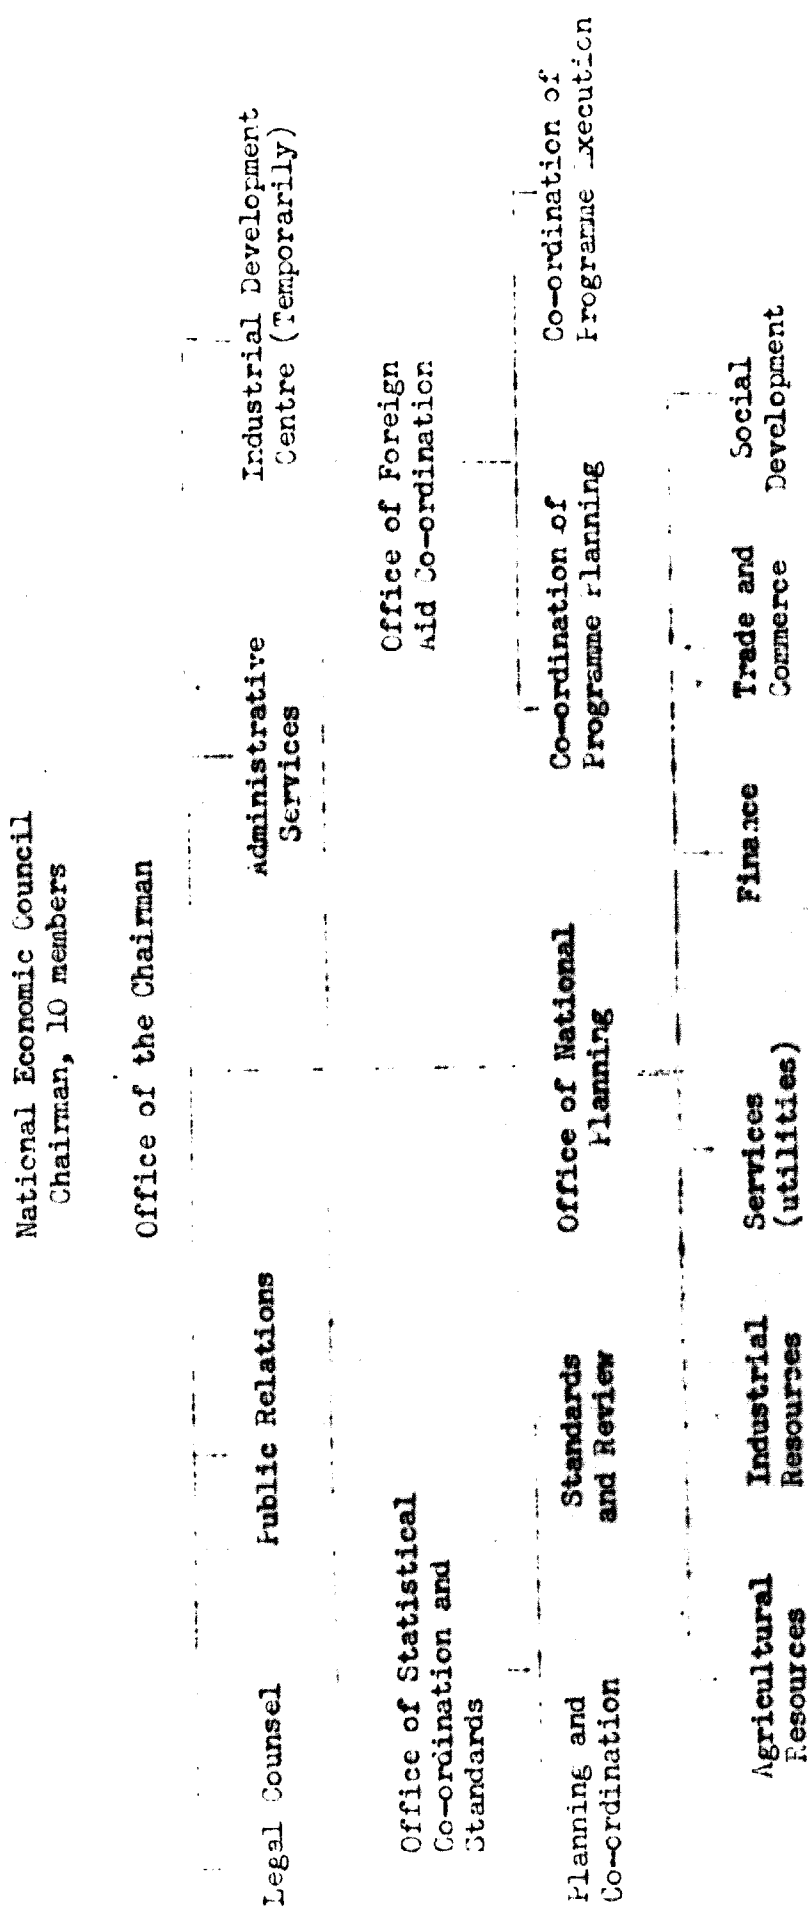 National Economic Council
Chairman, 10 members
Office of the Chairman
Legal Counsel
Public Relations
Administrative
Services
Industrial Development
Centre (Temporarily)
Office of Statistical
Co-ordination and
Standards
Office of Foreign
Aid Co-ordination
Planning and
Co-ordination
Standards
and Review
Office of National
Planning
Co-ordination of
Programme Planning
Co-ordination of
Programme Execution
Agricultural
Resources
Industrial
Resources
Services
(utilities)
Finance
Trade and
Commerce
Social
Development